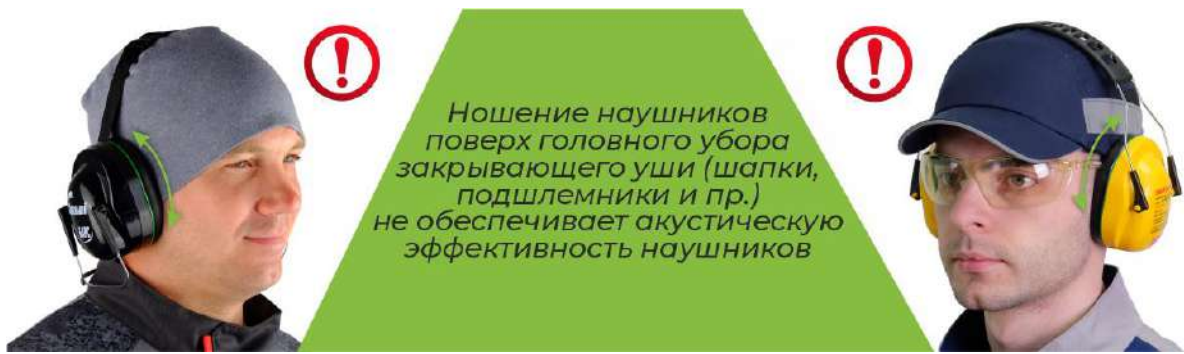 Ношение наушников
поверх головного убора
закрывающего уши (шапки,
подшлемники и пр.)
не обеспечивает акустическую
эффективность наушников